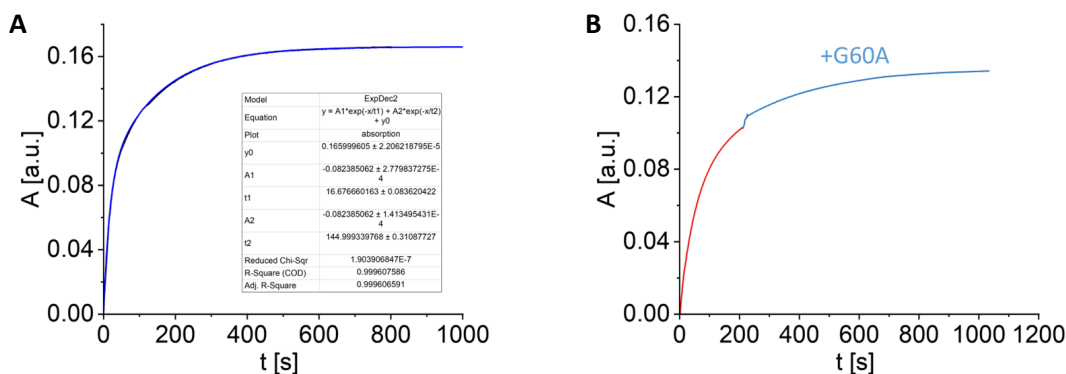 A
A [a.u.]
0.16
0.12
0.08
0.04
0.00
0 200 400 600 800 1000
t [s]
Model ExpDec2
Equation y = A1*exp(-x/t1) + A2*exp(-x/t2)
+ y0
Plot absorption
y0 0.165999605 ± 2.206218795E-5
A1 -0.082385062 ± 2.779837275E-
4
t1 16.676660163 ± 0.083620422
A2 -0.082385062 ± 1.413495431E-
4
t2 144.999339768 ± 0.31087727
Reduced Chi-Sqr 1.903906847E-7
R-Square (COD) 0.999607586
Adj. R-Square 0.999606591
B
+G60A
A [a.u.]
0.16
0.12
0.08
0.04
0.00
0 200 400 600 800 1000 1200
t [s]